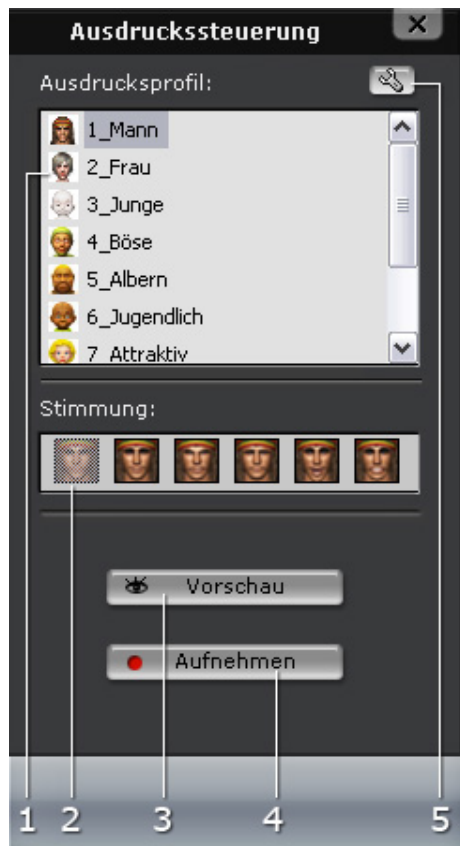 Ausdruckssteuerung
Ausdrucksprofil:
1_Mann
2_Frau
3_Junge
4_Böse
5_Albern
6_Jugendlich
7_Attraktiv
Stimmung:
Vorschau
Aufnehmen
1 2 3 4 5